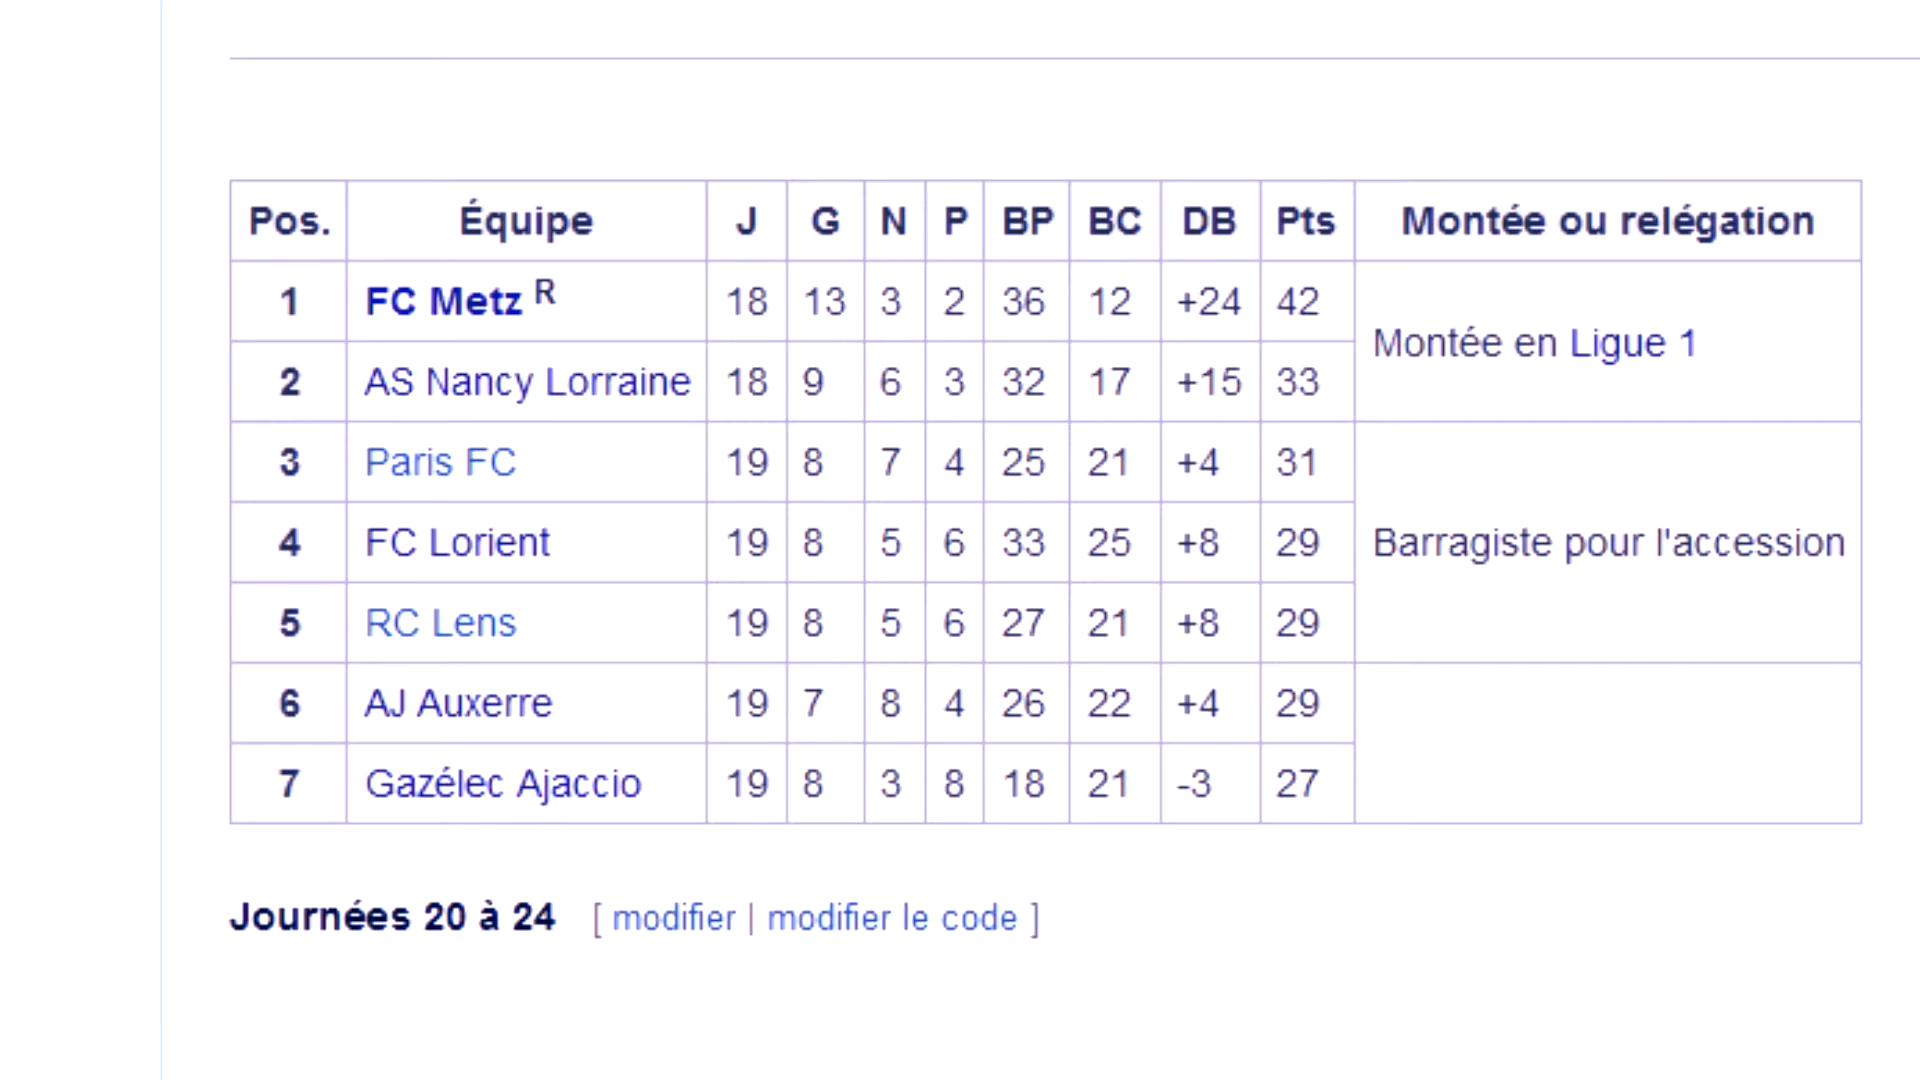 Pos. Équipe J G N P BP BC DB Pts Montée ou relégation
1 FC Metz R 18 13 3 2 36 12 +24 42 Montée en Ligue 1
2 AS Nancy Lorraine 18 9 6 3 32 17 +15 33
3 Paris FC 19 8 7 4 25 21 +4 31
4 FC Lorient 19 8 5 6 33 25 +8 29 Barragiste pour l'accession
5 RC Lens 19 8 5 6 27 21 +8 29
6 AJ Auxerre 19 7 8 4 26 22 +4 29
7 Gazélec Ajaccio 19 8 3 8 18 21 -3 27
Journées 20 à 24 [ modifier | modifier le code ]